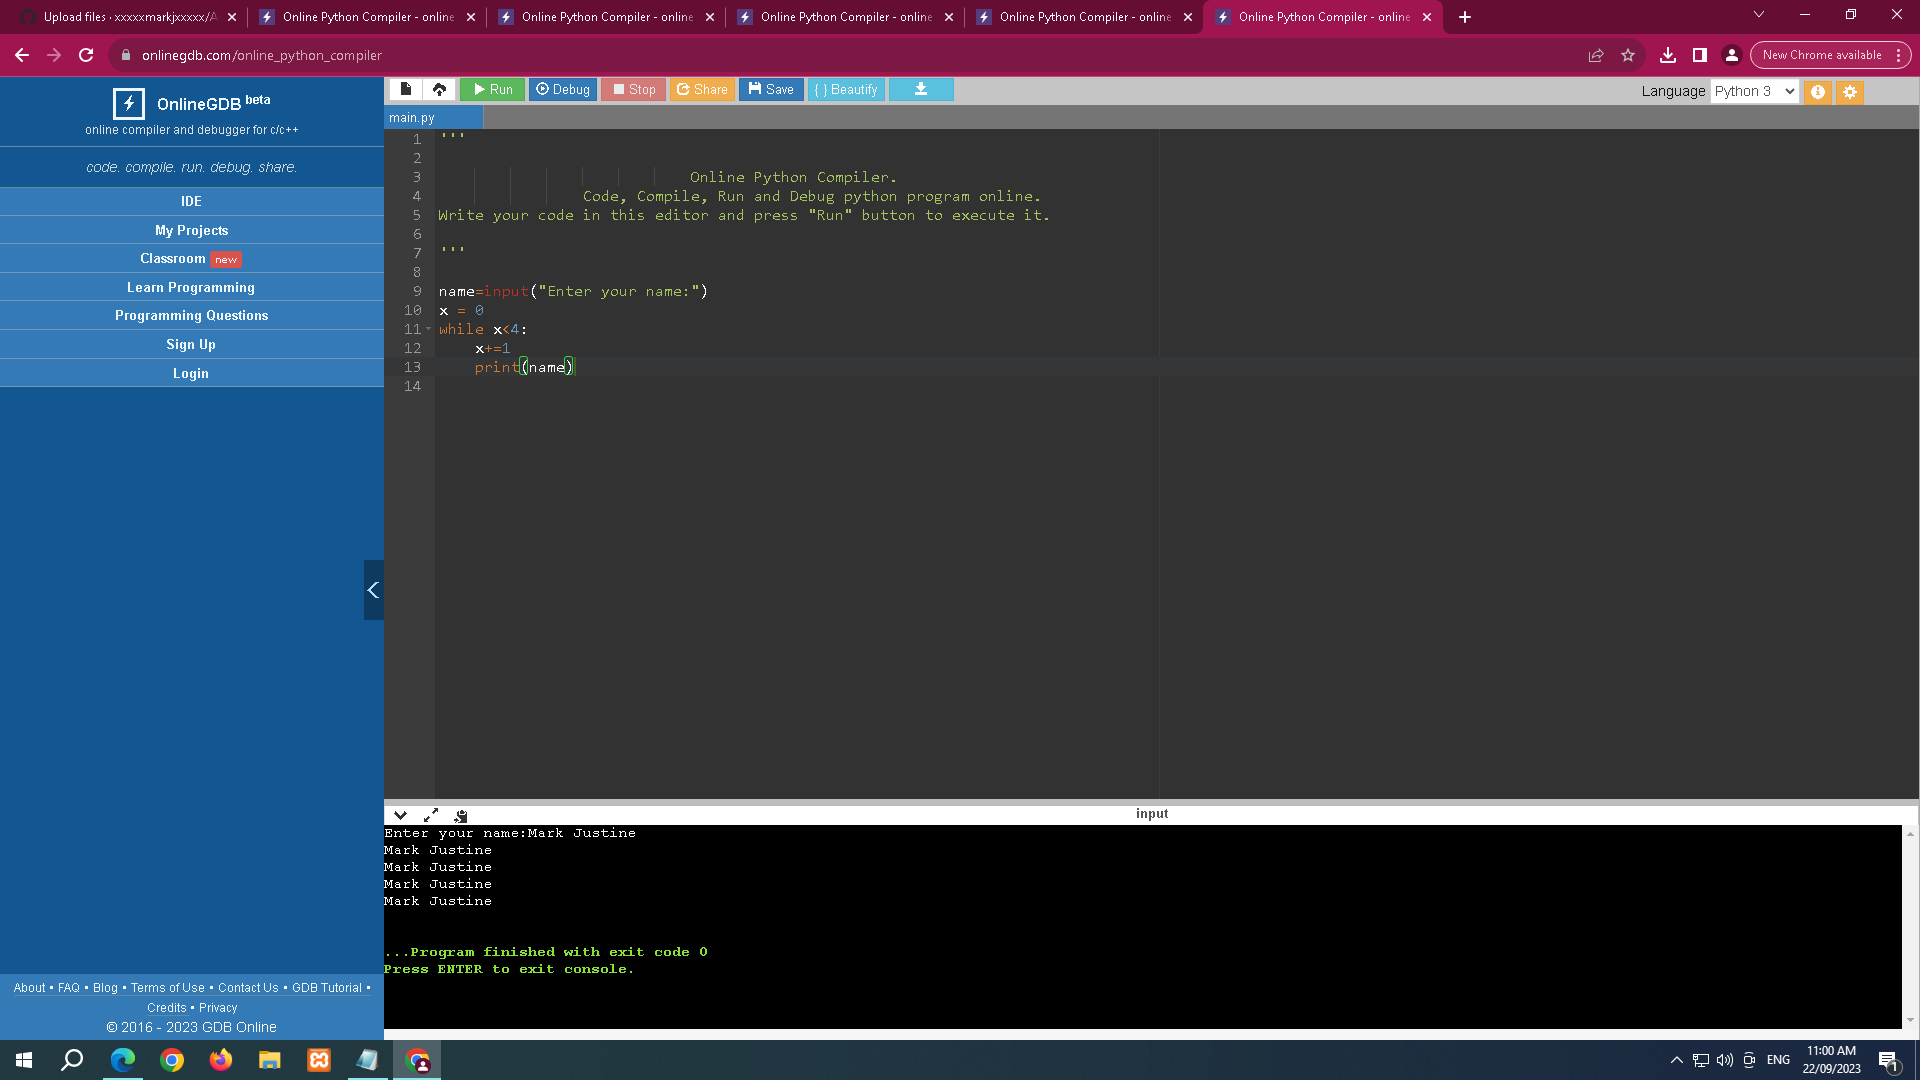 Upload files · xxxxxmarkjxxxxx/A
Online Python Compiler - online
Online Python Compiler - online
Online Python Compiler - online
Online Python Compiler - online
Online Python Compiler - online
onlinegdb.com/online_python_compiler
New Chrome available
OnlineGDB beta
online compiler and debugger for c/c++
code. compile. run. debug. share.
IDE
My Projects
Classroom new
Learn Programming
Programming Questions
Sign Up
Login
About • FAQ • Blog • Terms of Use • Contact Us • GDB Tutorial •
Credits • Privacy
© 2016 - 2023 GDB Online
Run
Debug
Stop
Share
Save
{ } Beautify
Language Python 3
main.py
1 '''
2
3 Online Python Compiler.
4 Code, Compile, Run and Debug python program online.
5 Write your code in this editor and press "Run" button to execute it.
6
7 '''
8
9 name=input("Enter your name:")
10 x = 0
11 while x<4:
12 x+=1
13 print(name)
14
input
Enter your name:Mark Justine
Mark Justine
Mark Justine
Mark Justine
Mark Justine
...Program finished with exit code 0
Press ENTER to exit console.
ENG
11:00 AM
22/09/2023
1